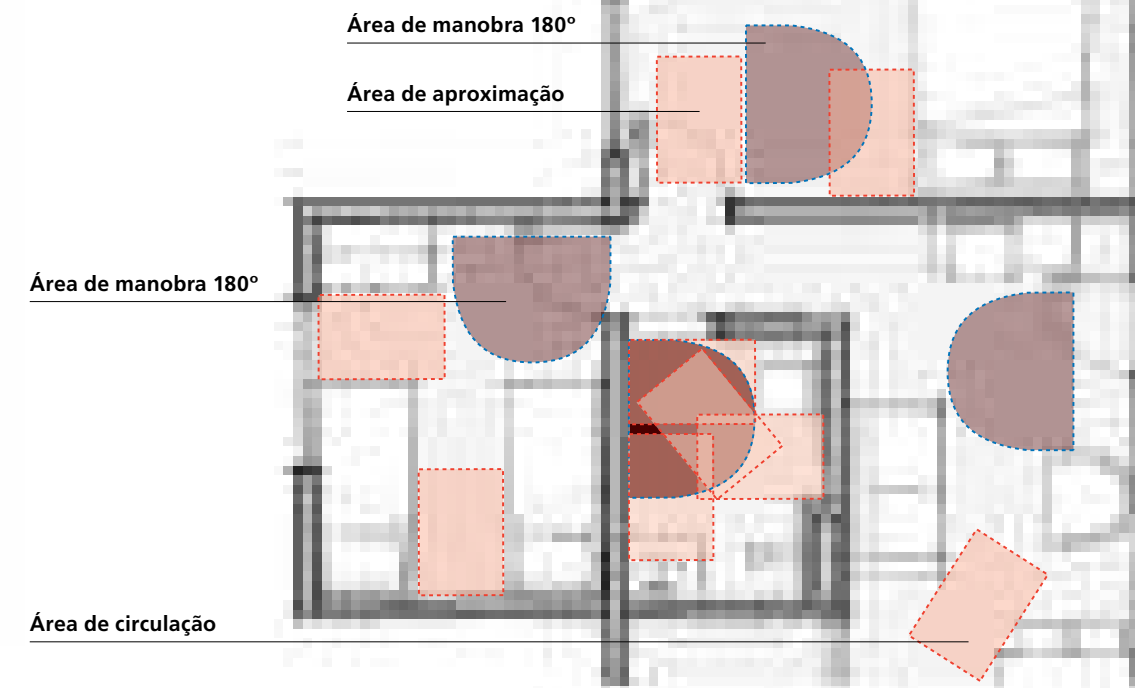 Área de manobra 180º
Área de aproximação
Área de manobra 180º
Área de circulação